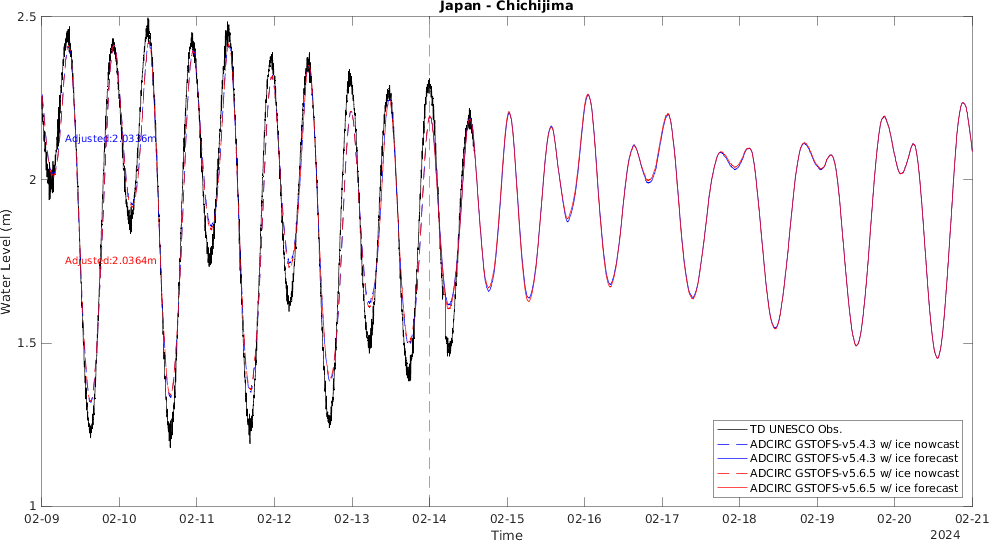 Japan - Chichijima
Water Level (m)
2.5
2
1.5
1
Adjusted:2.0336m
Adjusted:2.0364m
TD UNESCO Obs.
ADCIRC GSTOFS-v5.4.3 w/ ice nowcast
ADCIRC GSTOFS-v5.4.3 w/ ice forecast
ADCIRC GSTOFS-v5.6.5 w/ ice nowcast
ADCIRC GSTOFS-v5.6.5 w/ ice forecast
02-09 02-10 02-11 02-12 02-13 02-14 02-15 02-16 02-17 02-18 02-19 02-20 02-21
Time
2024